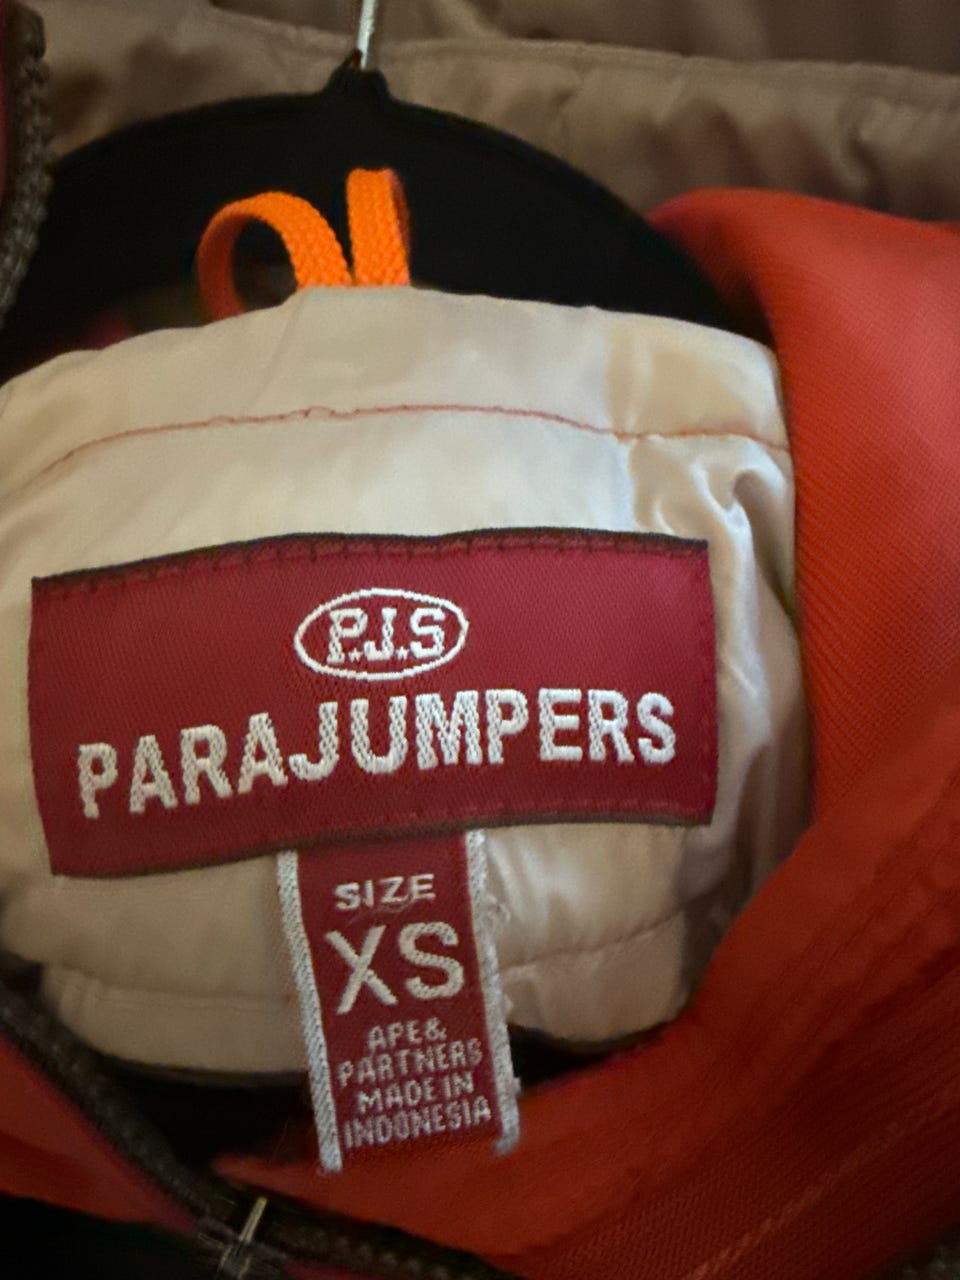 P.J.S
PARAJUMPERS
SIZE
XS
APE&
PARTNERS
MADE IN
INDONESIA